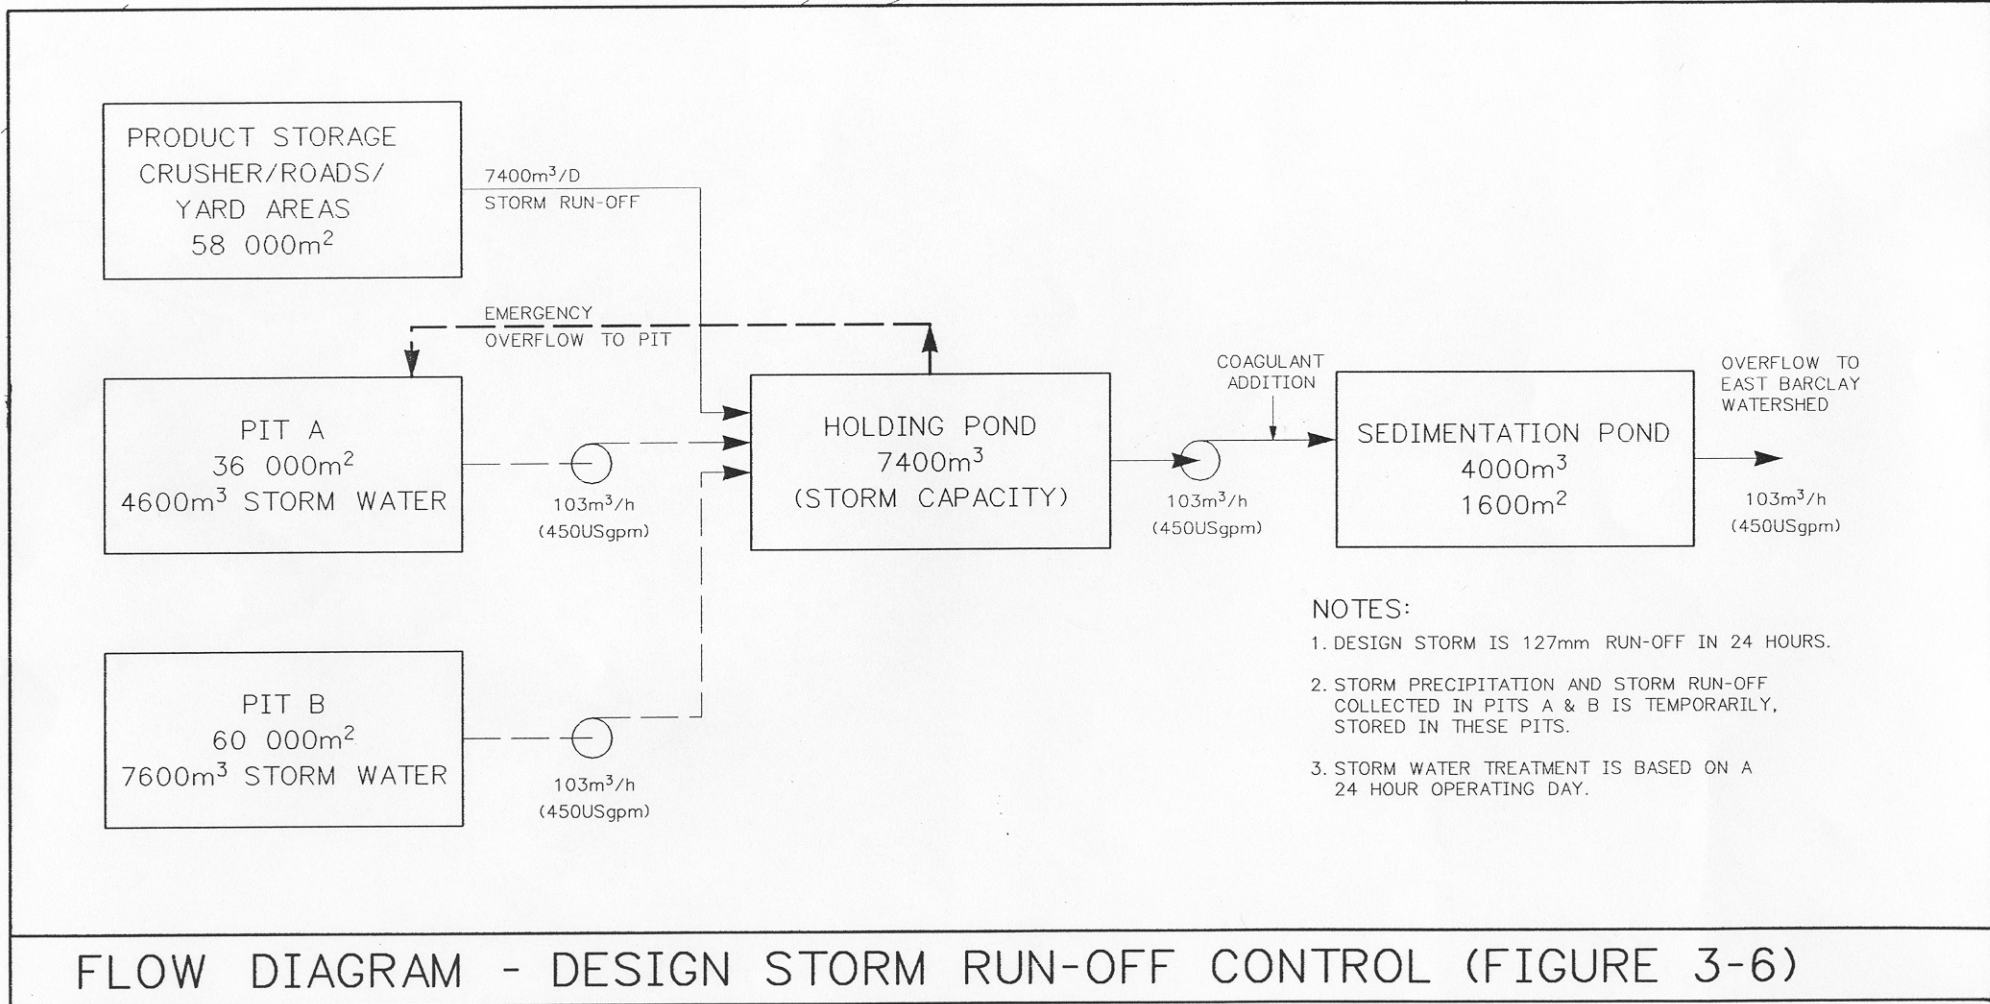 PRODUCT STORAGE
CRUSHER/ROADS/
YARD AREAS
58 000m²
7400m³/D
STORM RUN-OFF
EMERGENCY
OVERFLOW TO PIT
PIT A
36 000m²
4600m³ STORM WATER
103m³/h
(450USgpm)
HOLDING POND
7400m³
(STORM CAPACITY)
COAGULANT
ADDITION
103m³/h
(450USgpm)
SEDIMENTATION POND
4000m³
1600m²
OVERFLOW TO
EAST BARCLAY
WATERSHED
103m³/h
(450USgpm)
PIT B
60 000m²
7600m³ STORM WATER
103m³/h
(450USgpm)
NOTES:
1. DESIGN STORM IS 127mm RUN-OFF IN 24 HOURS.
2. STORM PRECIPITATION AND STORM RUN-OFF
COLLECTED IN PITS A & B IS TEMPORARILY,
STORED IN THESE PITS.
3. STORM WATER TREATMENT IS BASED ON A
24 HOUR OPERATING DAY.
FLOW DIAGRAM - DESIGN STORM RUN-OFF CONTROL (FIGURE 3-6)